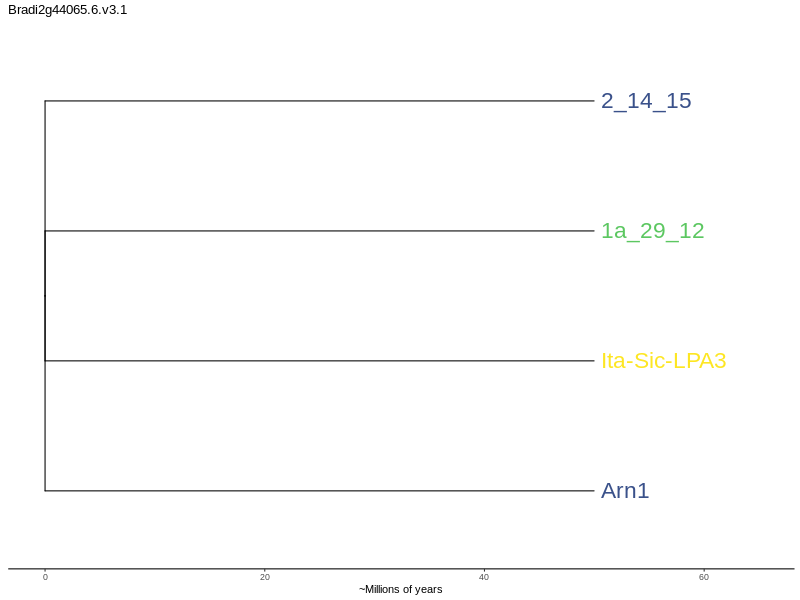 Bradi2g44065.6.v3.1
2_14_15
1a_29_12
Ita-Sic-LPA3
Arn1
0 20 40 60
~Millions of years